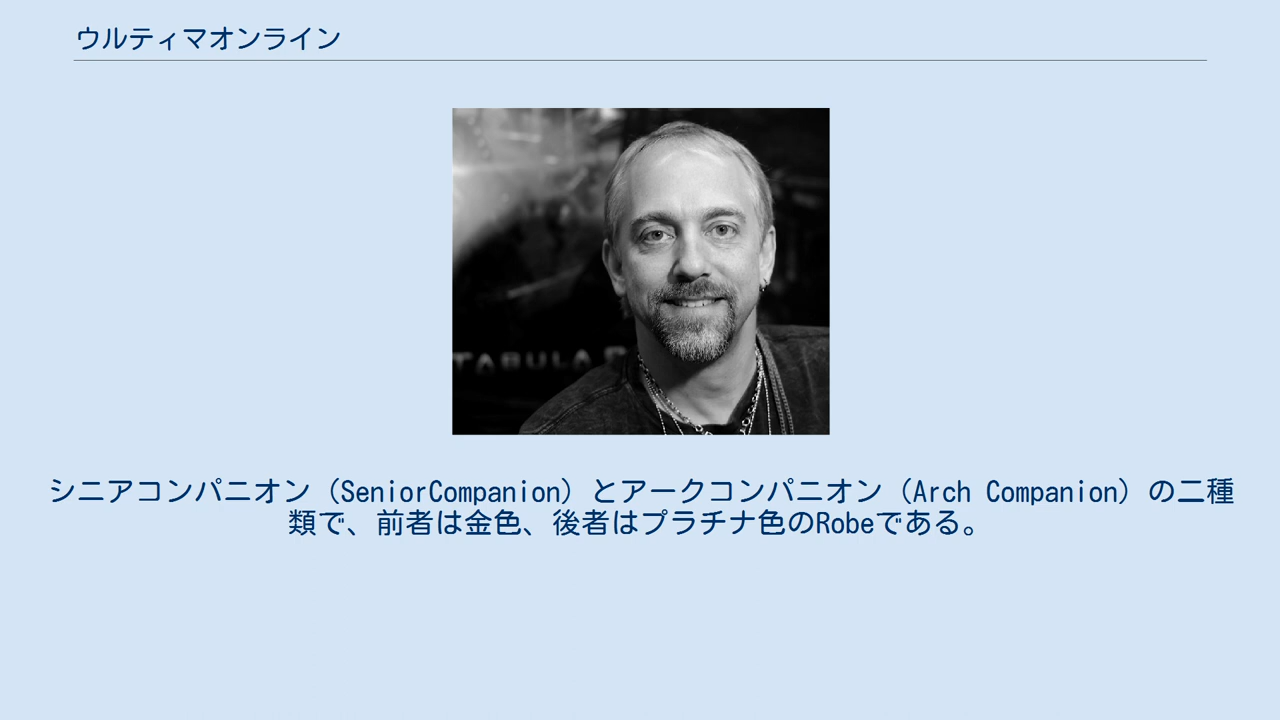 ウルティマオンライン
TABULA
シニアコンパニオン（SeniorCompanion）とアークコンパニオン（Arch Companion）の二種
類で、前者は金色、後者はプラチナ色のRobeである。